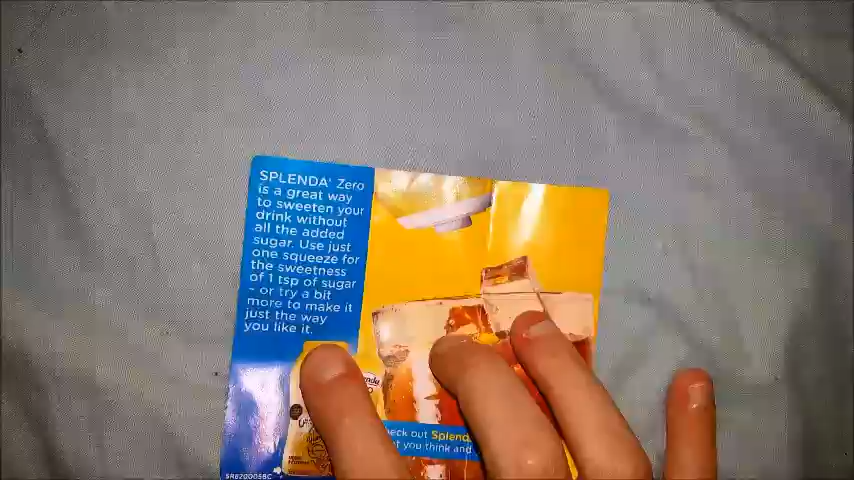 SPLENDA® Zero
is a great way
to sweeten your
drink without
all the added
sugar. Use just
one squeeze for
the sweetness
of 1 tsp of sugar
– or try a bit
more to make it
just the way
you like it.
check out Splenda
you think and
SR620005BC